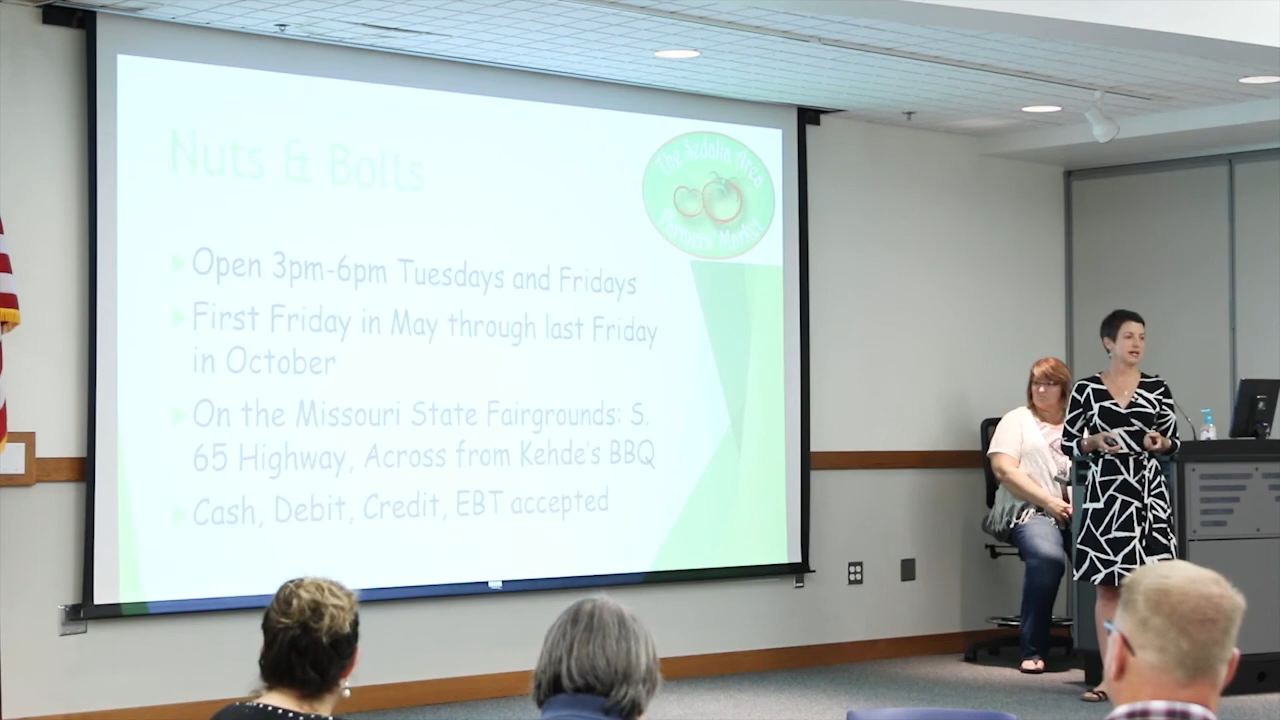 Nuts & Bolts
The Sedalia Area
Farmers' Market
Open 3pm-6pm Tuesdays and Fridays
First Friday in May through last Friday
in October
On the Missouri State Fairgrounds: S.
65 Highway, Across from Kehde's BBQ
Cash, Debit, Credit, EBT accepted